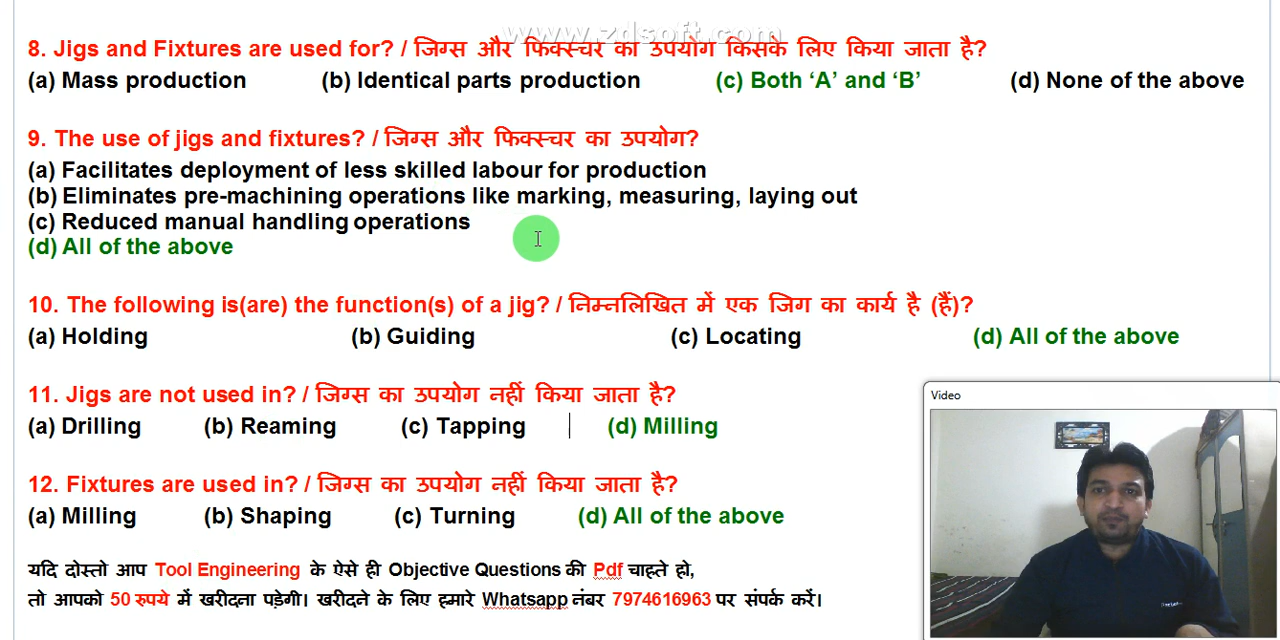 www.zdsoft.com
8. Jigs and Fixtures are used for? / जिग्स और फिक्स्चर का उपयोग किसके लिए किया जाता है?
(a) Mass production (b) Identical parts production (c) Both ‘A’ and ‘B’ (d) None of the above
9. The use of jigs and fixtures? / जिग्स और फिक्स्चर का उपयोग?
(a) Facilitates deployment of less skilled labour for production
(b) Eliminates pre-machining operations like marking, measuring, laying out
(c) Reduced manual handling operations
(d) All of the above
10. The following is(are) the function(s) of a jig? / निम्नलिखित में एक जिग का कार्य है (हैं)?
(a) Holding (b) Guiding (c) Locating (d) All of the above
11. Jigs are not used in? / जिग्स का उपयोग नहीं किया जाता है?
(a) Drilling (b) Reaming (c) Tapping (d) Milling
Video
12. Fixtures are used in? / जिग्स का उपयोग नहीं किया जाता है?
(a) Milling (b) Shaping (c) Turning (d) All of the above
यदि दोस्तो आप Tool Engineering के ऐसे ही Objective Questions की Pdf चाहते हो,
तो आपको 50 रुपये में खरीदना पड़ेगी। खरीदने के लिए हमारे Whatsapp नंबर 7974616963 पर संपर्क करें।